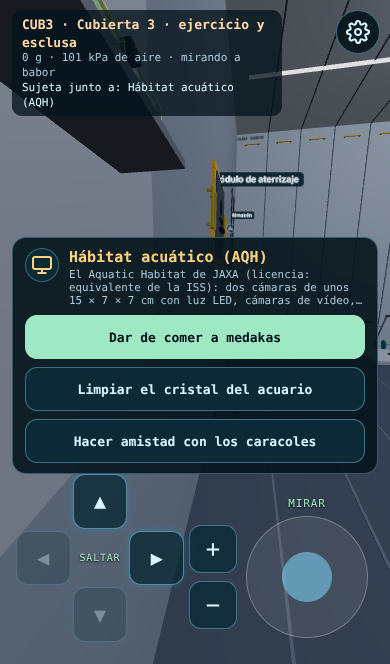 CUB3 · Cubierta 3 · ejercicio y
esclusa
0 g · 101 kPa de aire · mirando a
babor
Sujeta junto a: Hábitat acuático
(AQH)
ódulo de aterrizaje
Almacén
Hábitat acuático (AQH)
El Aquatic Habitat de JAXA (licencia:
equivalente de la ISS): dos cámaras de unos
15 × 7 × 7 cm con luz LED, cámaras de vídeo,…
Dar de comer a medakas
Limpiar el cristal del acuario
Hacer amistad con los caracoles
▲
◀ SALTAR ▶
▼
+
−
MIRAR